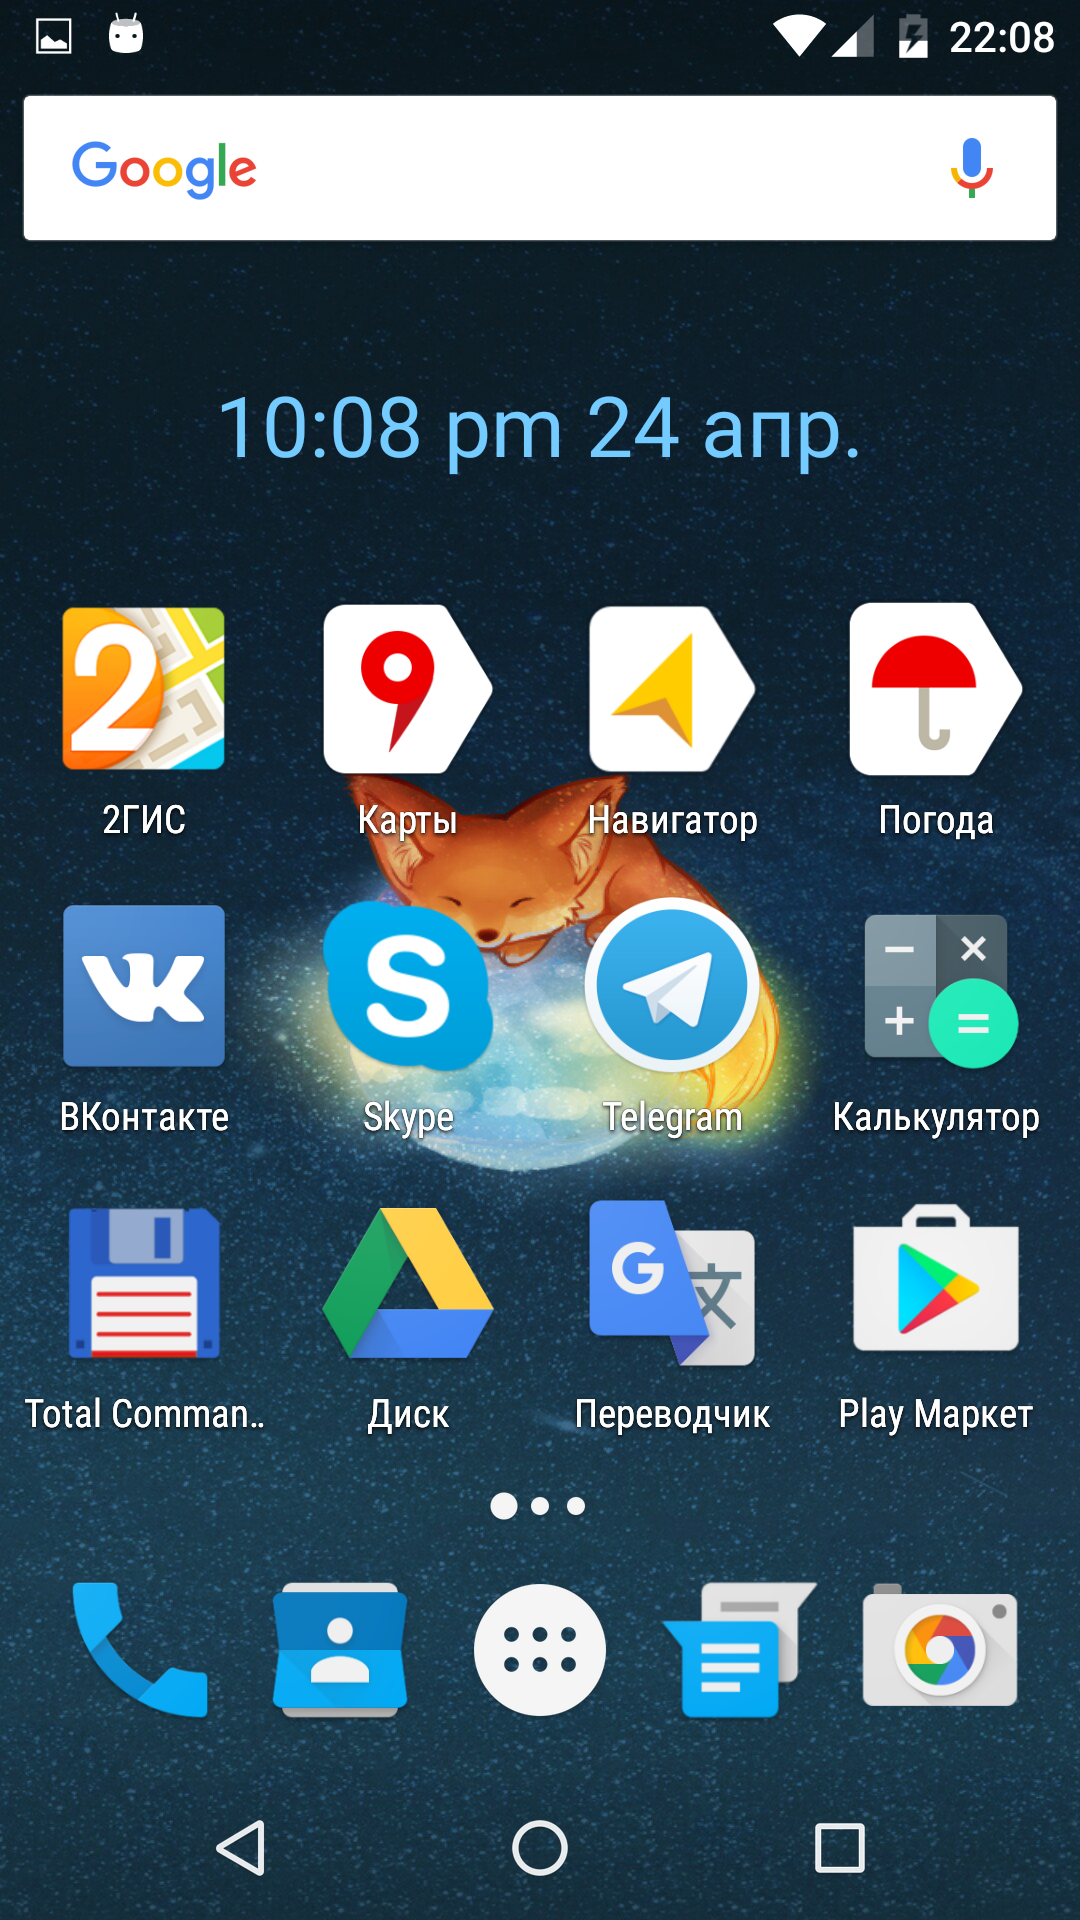 22:08
Google
10:08 pm 24 апр.
2
2ГИС
Карты
Навигатор
Погода
ВКонтакте
Skype
Telegram
Калькулятор
Total Comman..
Диск
Переводчик
Play Маркет